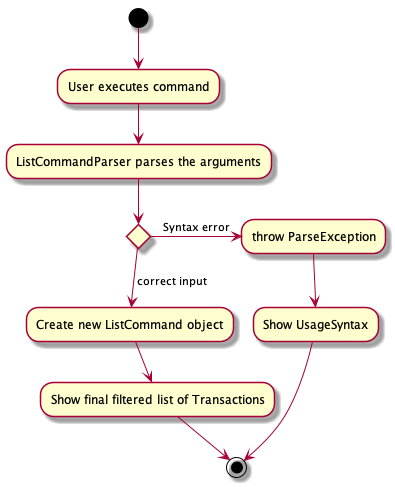 User executes command
ListCommandParser parses the arguments
Syntax error
throw ParseException
correct input
Create new ListCommand object
Show UsageSyntax
Show final filtered list of Transactions